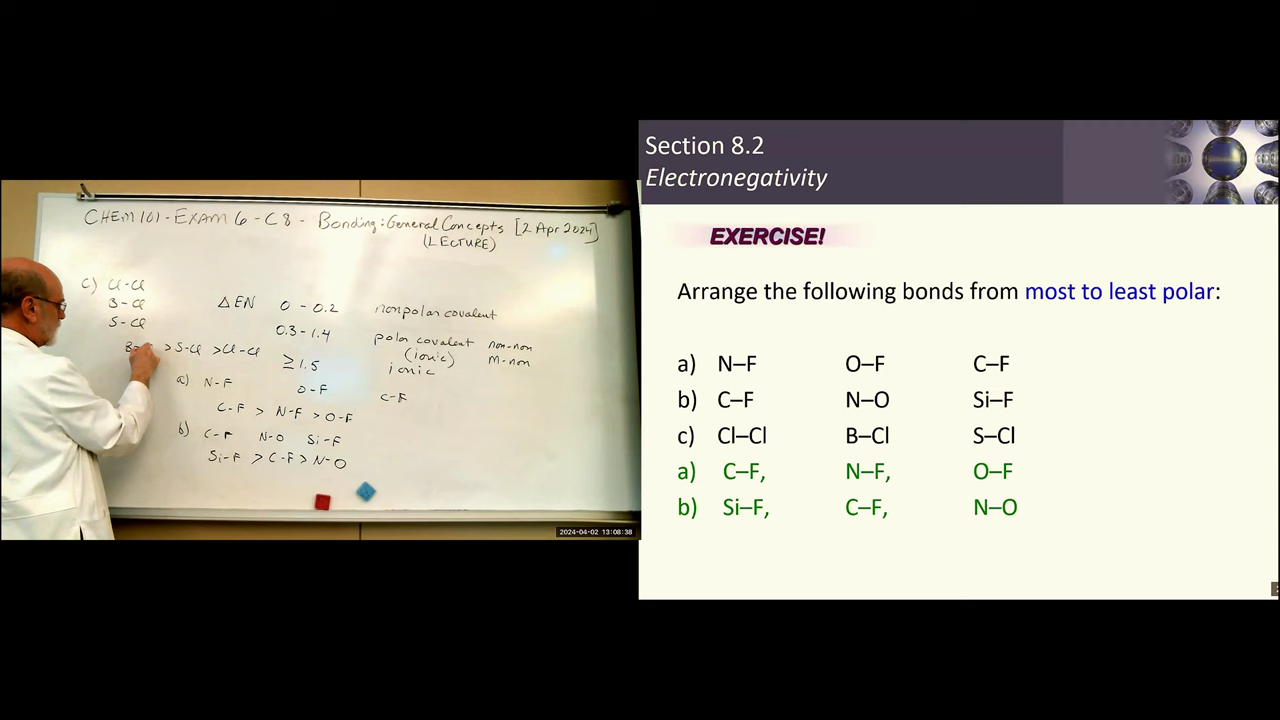 CHEM 101 - EXAM 6 - C8 - Bonding: General Concepts [2 Apr 2024]
(LECTURE)
c) Cl-Cl
B-Cl
S-Cl
> S-Cl > Cl-Cl
ΔEN 0 - 0.2 nonpolar covalent
0.3 - 1.4 polar covalent non-non
(ionic) M-non
≥ 1.5 ionic
a) N-F O-F C-F
C-F > N-F > O-F
b) C-F N-O Si-F
Si-F > C-F > N-O
2024-04-02 13:08:38
Section 8.2
Electronegativity
EXERCISE!
Arrange the following bonds from most to least polar:
a) N–F O–F C–F
b) C–F N–O Si–F
c) Cl–Cl B–Cl S–Cl
a) C–F, N–F, O–F
b) Si–F, C–F, N–O